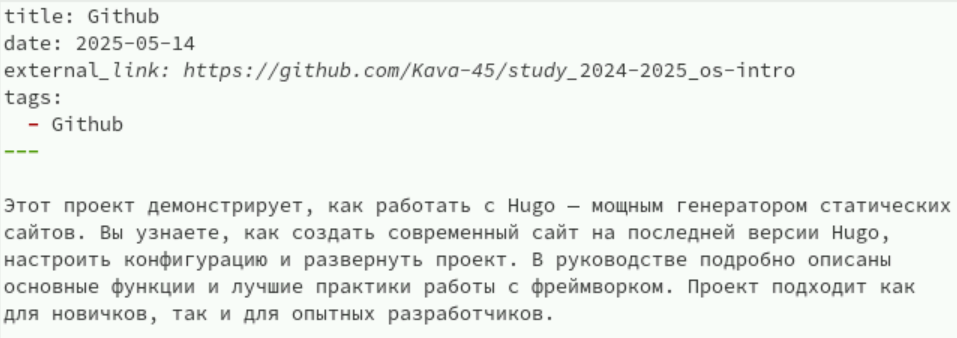 title: Github
date: 2025-05-14
external_link: https://github.com/Kava-45/study_2024-2025_os-intro
tags:
  - Github
---
Этот проект демонстрирует, как работать с Hugo — мощным генератором статических
сайтов. Вы узнаете, как создать современный сайт на последней версии Hugo,
настроить конфигурацию и развернуть проект. В руководстве подробно описаны
основные функции и лучшие практики работы с фреймворком. Проект подходит как
для новичков, так и для опытных разработчиков.